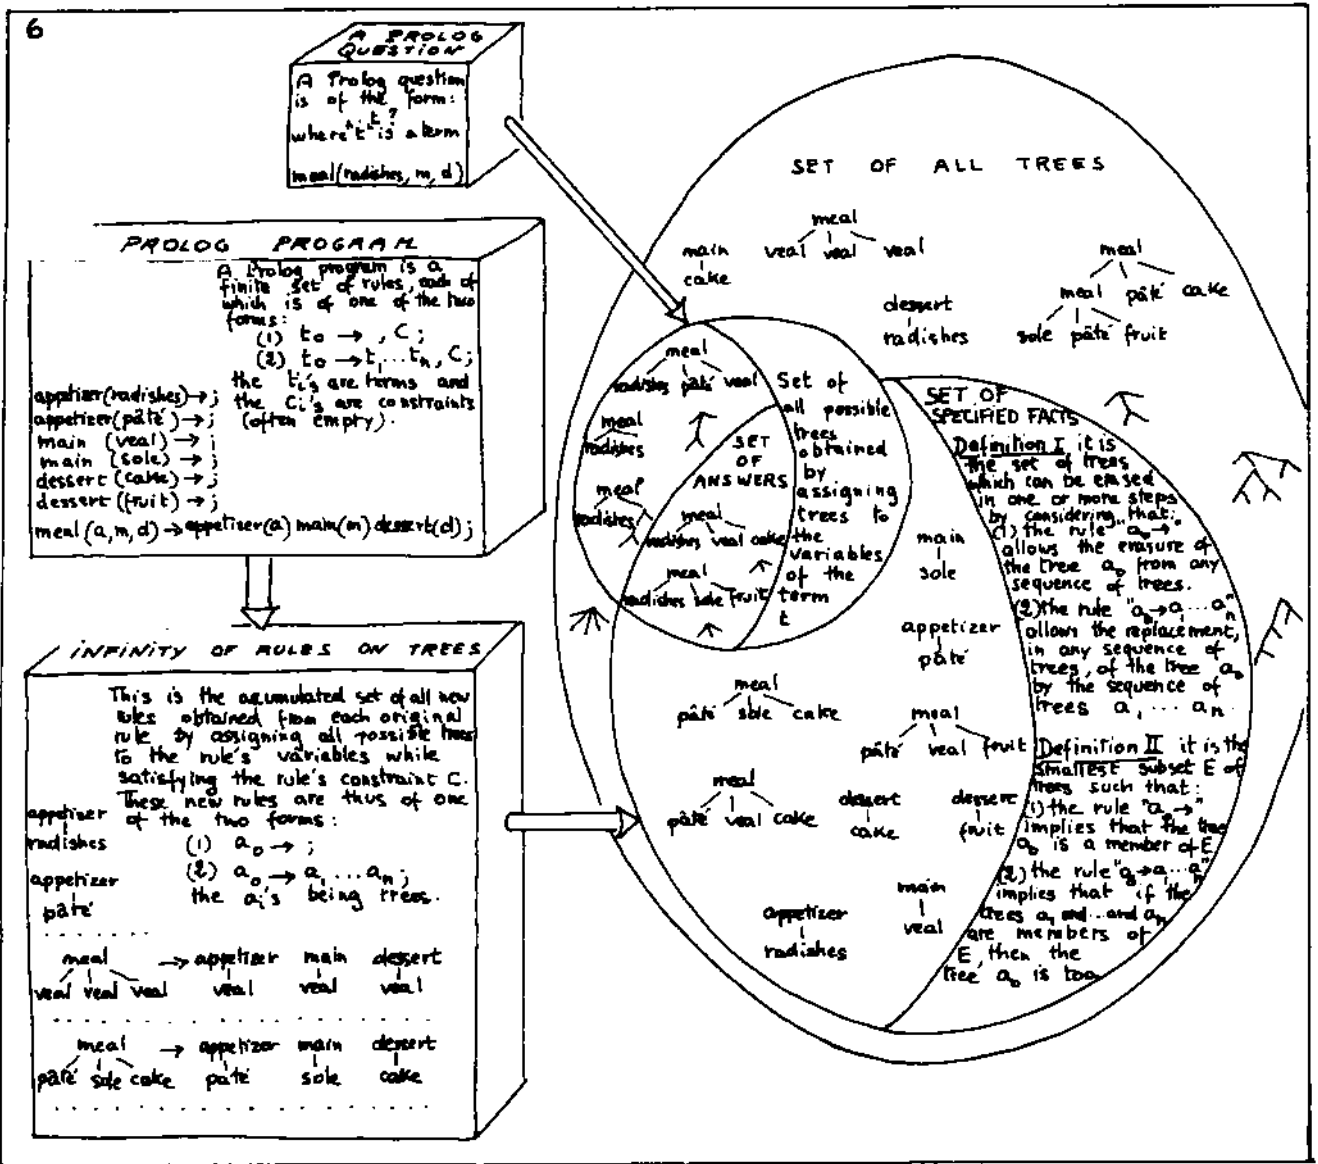 6
A PROLOG
QUESTION
A Prolog question
is of the form:
"t"?
where "t" is a term
meal(radishes, m, d)
PROLOG PROGRAM
A Prolog program is a
finite set of rules, each of
which is of one of the two
forms:
(1) t₀ → , C;
(2) t₀ → t₁...tₙ, C;
the tᵢ's are terms and
the Cᵢ's are constraints
(often empty).
appetizer(radishes) → ;
appetizer(pâté) → ;
main (veal) → ;
main (sole) → ;
dessert (cake) → ;
dessert (fruit) → ;
meal(a, m, d) → appetizer(a) main(m) dessert(d);
INFINITY OF RULES ON TREES
This is the acumulated set of all new
rules obtained from each original
rule by assigning all possible trees
to the rule's variables while
satisfying the rule's constraint C.
These new rules are thus of one
of the two forms:
(1) a₀ → ;
(2) a₀ → a₁...aₙ;
the aᵢ's being trees.
appetizer
radishes
appetizer
pâté
meal → appetizer main dessert
veal veal veal veal veal veal
meal → appetizer main dessert
pâté sole cake pâté sole cake
SET OF ALL TREES
meal
veal veal veal
main
cake
dessert
radishes
meal
meal pâté cake
sole pâté fruit
meal
radishes pâté veal
meal
radishes
meal
radishes
SET
OF
ANSWERS
meal
radishes veal cake
meal
radishes sole fruit
Set of
all possible
trees
obtained
by
assigning
trees to
the
variables
of the
term
t
SET OF
SPECIFIED FACTS
Definition I it is
the set of trees
which can be erased
in one or more steps
by considering that:
(1) the rule "a₀→"
allows the erasure of
the tree a₀ from any
sequence of trees.
(2) the rule "a₀→a₁...aₙ"
allows the replacement,
in any sequence of
trees, of the tree a₀
by the sequence of
trees a₁...aₙ.
Definition II it is the
smallest subset E of
trees such that:
(1) the rule "a₀→"
implies that the tree
a₀ is a member of E.
(2) the rule "a₀→a₁...aₙ"
implies that if the
trees a₁ and...and aₙ
are members of
E, then the
tree a₀ is too.
main
sole
appetizer
pâté
meal
pâté sole cake
meal
pâté veal fruit
meal
pâté veal cake
dessert
cake
dessert
fruit
main
veal
appetizer
radishes